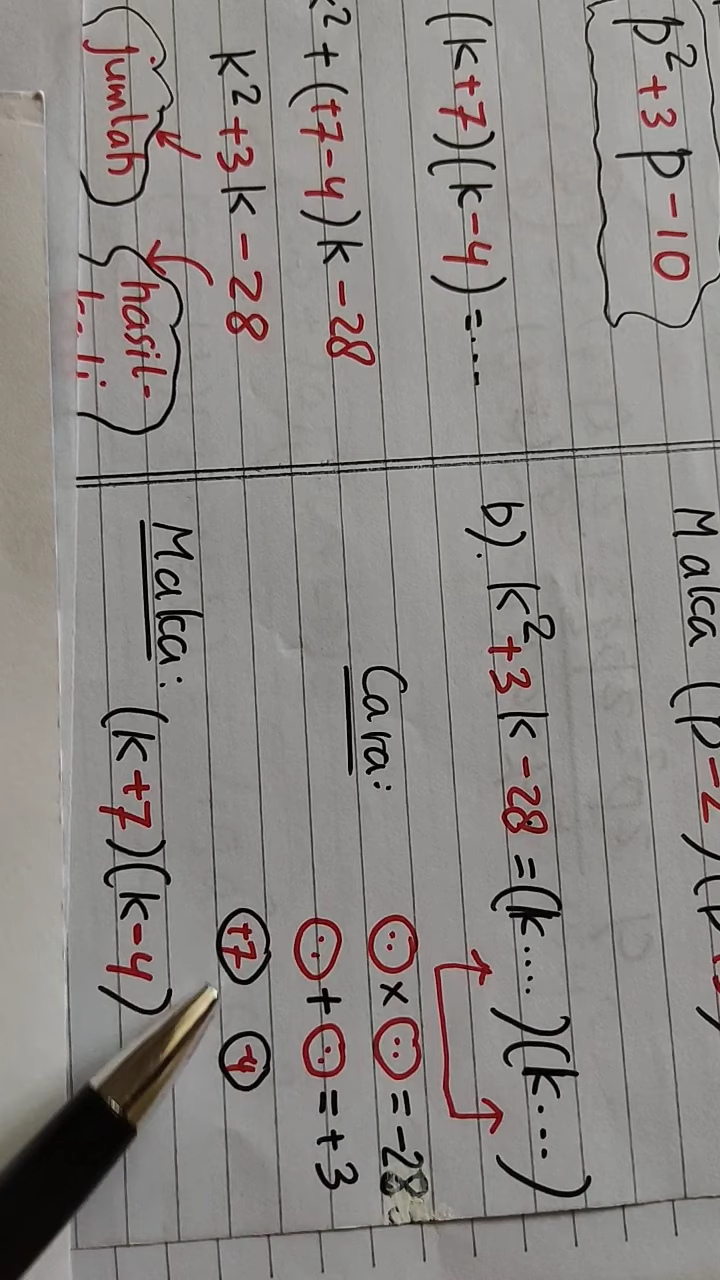 p²+3p-10
(k+7)(k-4)=...
²+(+7-4)k-28
k²+3k-28
jumlah
hasil-
Maka (p-2)(p
b). k²+3k-28=(k....)(k...)
Cara:
.. x .. = -28
.. + .. = +3
+7 -4
Maka: (k+7)(k-4)